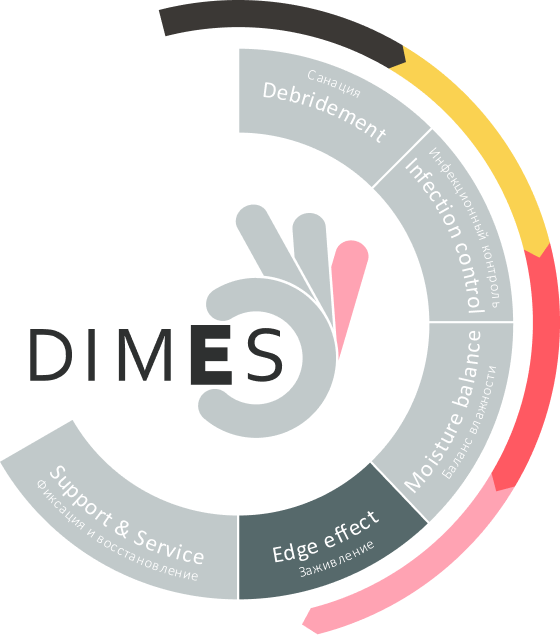 Санация
Debridement
Инфекционный контроль
Infection control
Moisture balance
Баланс влажности
Edge effect
Заживление
Support & Service
Фиксация и восстановление
DIMES